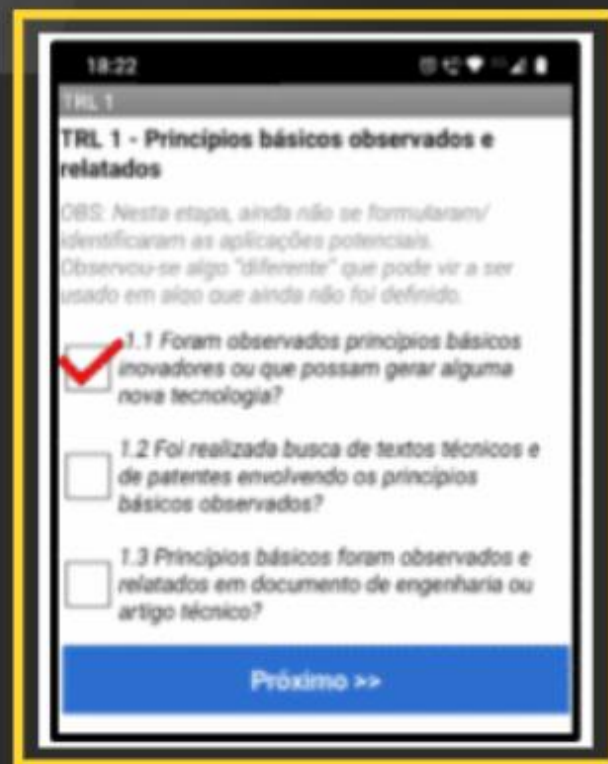 18:22
TRL 1
TRL 1 - Princípios básicos observados e
relatados
OBS: Nesta etapa, ainda não se formularam/
identificaram as aplicações potenciais.
Observou-se algo "diferente" que pode vir a ser
usado em algo que ainda não foi definido.
1.1 Foram observados princípios básicos
inovadores ou que possam gerar alguma
nova tecnologia?
1.2 Foi realizada busca de textos técnicos e
de patentes envolvendo os princípios
básicos observados?
1.3 Princípios básicos foram observados e
relatados em documento de engenharia ou
artigo técnico?
Próximo >>